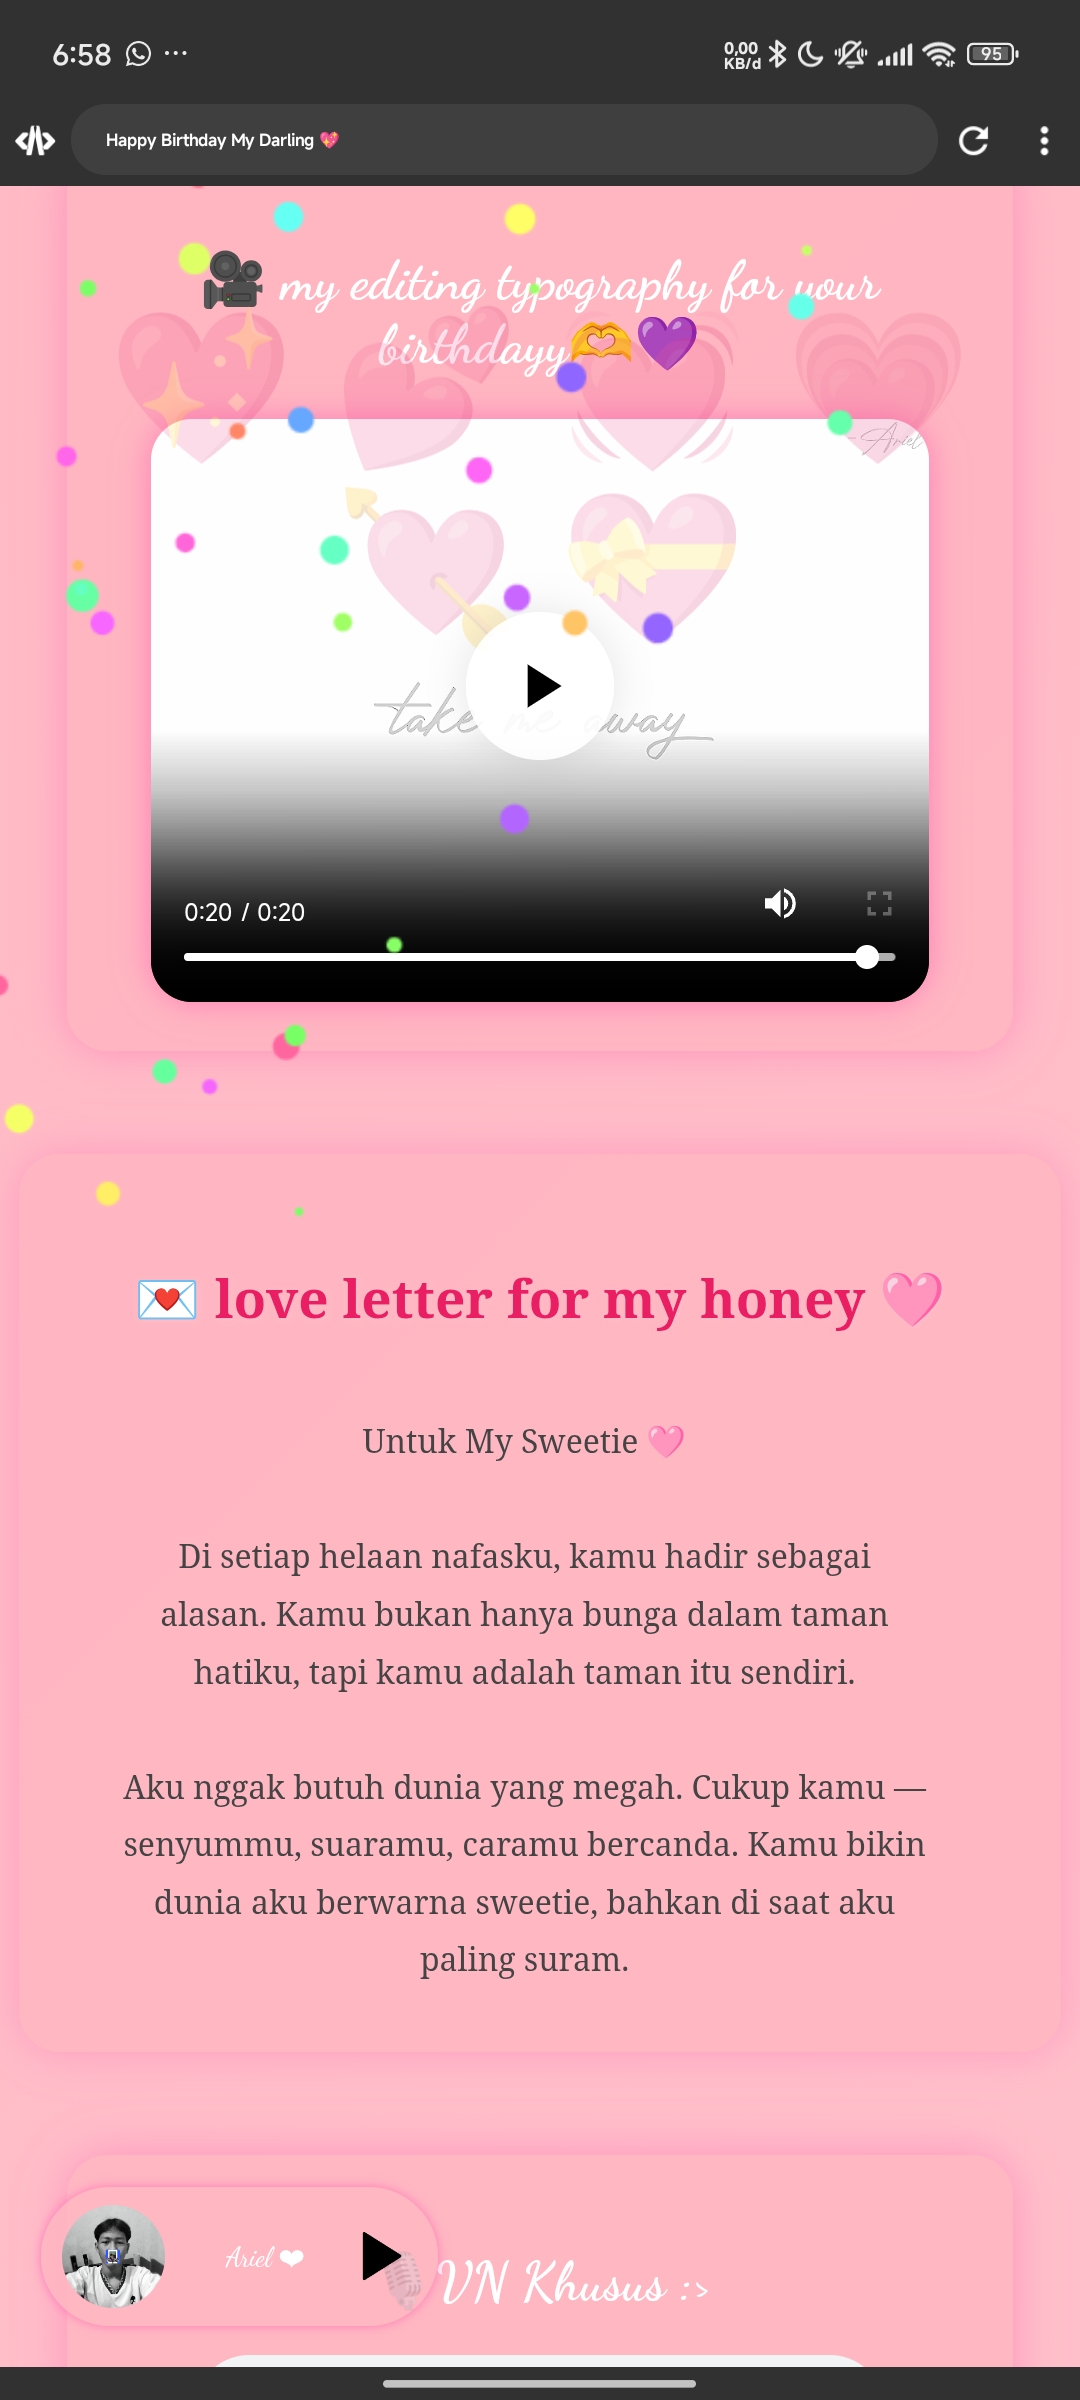 6:58
0,00
KB/d
95
Happy Birthday My Darling 💖
🎥 my editing typography for your
birthdayy🫶💜
- Ariel
take me away
0:20 / 0:20
💌 love letter for my honey 🩷
Untuk My Sweetie 🩷
Di setiap helaan nafasku, kamu hadir sebagai
alasan. Kamu bukan hanya bunga dalam taman
hatiku, tapi kamu adalah taman itu sendiri.
Aku nggak butuh dunia yang megah. Cukup kamu —
senyummu, suaramu, caramu bercanda. Kamu bikin
dunia aku berwarna sweetie, bahkan di saat aku
paling suram.
Ariel ❤
🎙️ VN Khusus :>